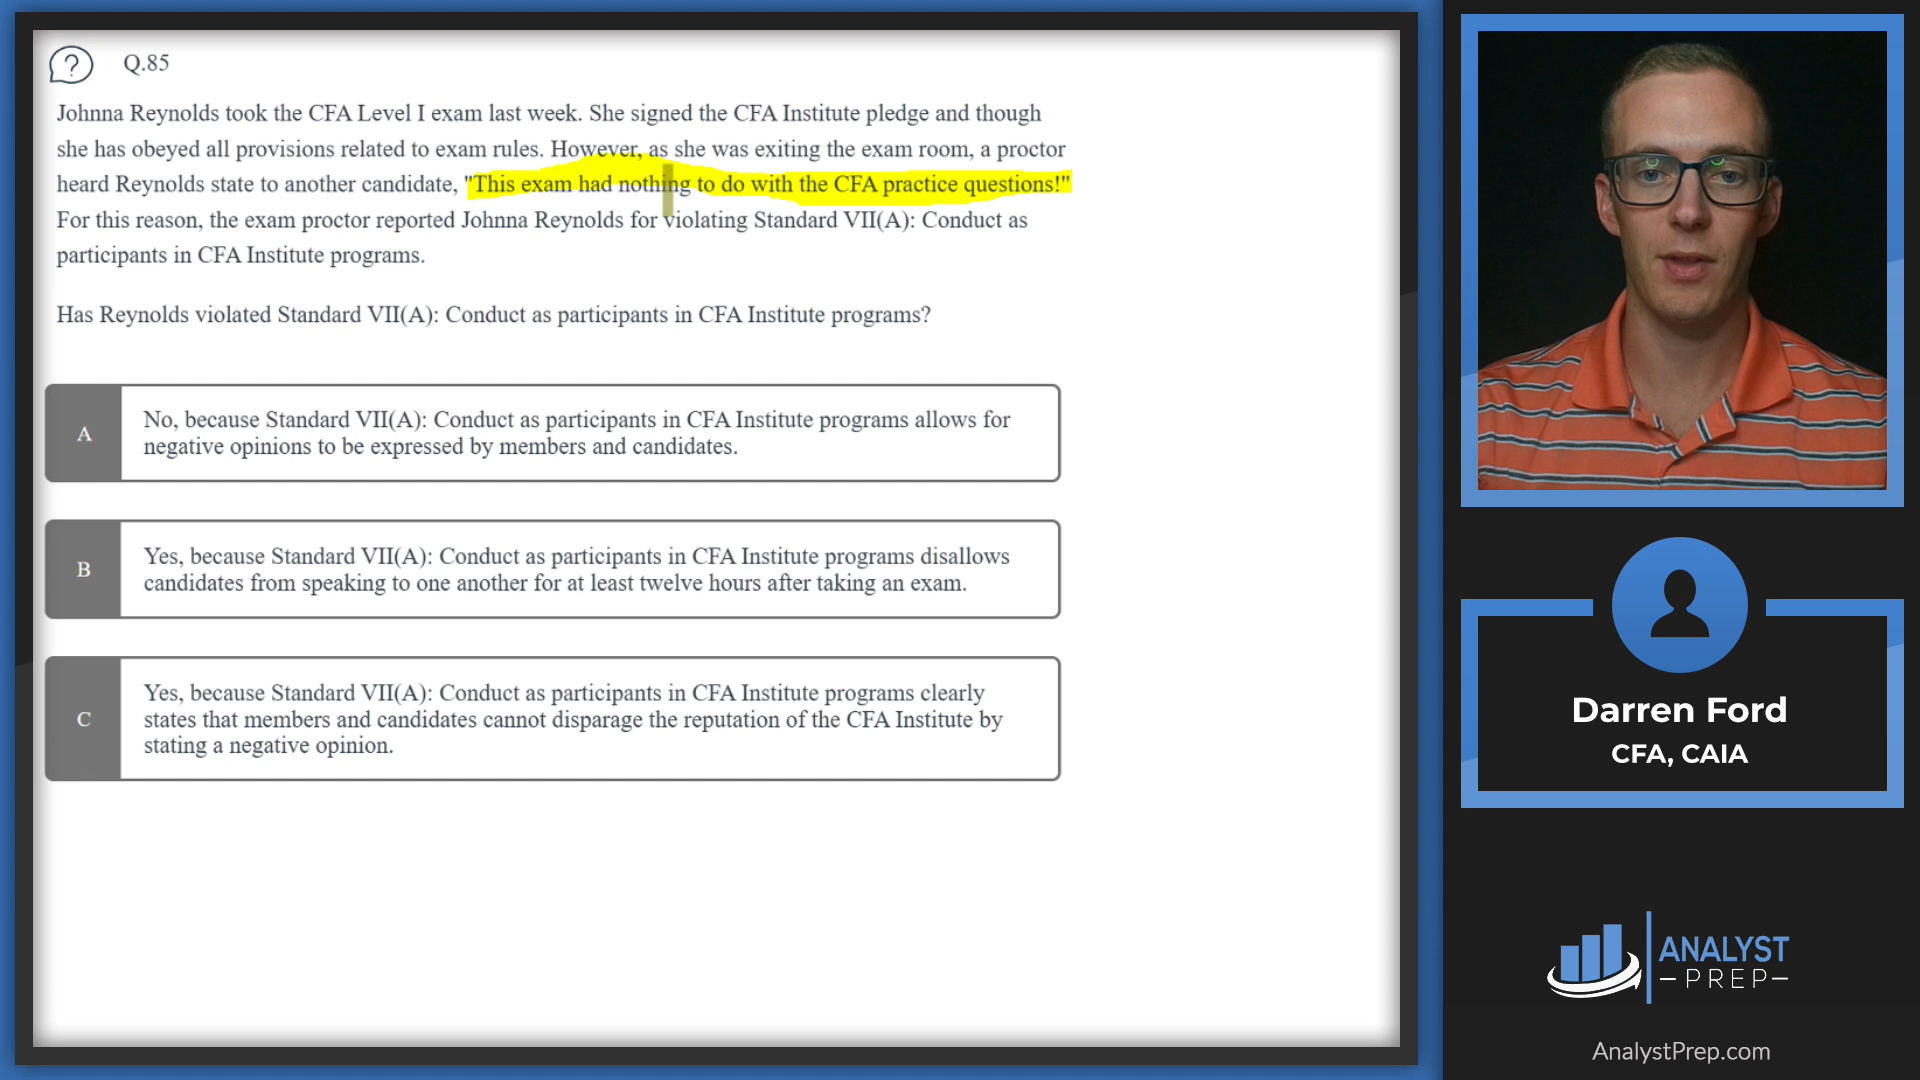 ?
Q.85
Johnna Reynolds took the CFA Level I exam last week. She signed the CFA Institute pledge and though
she has obeyed all provisions related to exam rules. However, as she was exiting the exam room, a proctor
heard Reynolds state to another candidate, "This exam had nothing to do with the CFA practice questions!"
For this reason, the exam proctor reported Johnna Reynolds for violating Standard VII(A): Conduct as
participants in CFA Institute programs.
Has Reynolds violated Standard VII(A): Conduct as participants in CFA Institute programs?
A
No, because Standard VII(A): Conduct as participants in CFA Institute programs allows for
negative opinions to be expressed by members and candidates.
B
Yes, because Standard VII(A): Conduct as participants in CFA Institute programs disallows
candidates from speaking to one another for at least twelve hours after taking an exam.
C
Yes, because Standard VII(A): Conduct as participants in CFA Institute programs clearly
states that members and candidates cannot disparage the reputation of the CFA Institute by
stating a negative opinion.
Darren Ford
CFA, CAIA
ANALYST
PREP
AnalystPrep.com